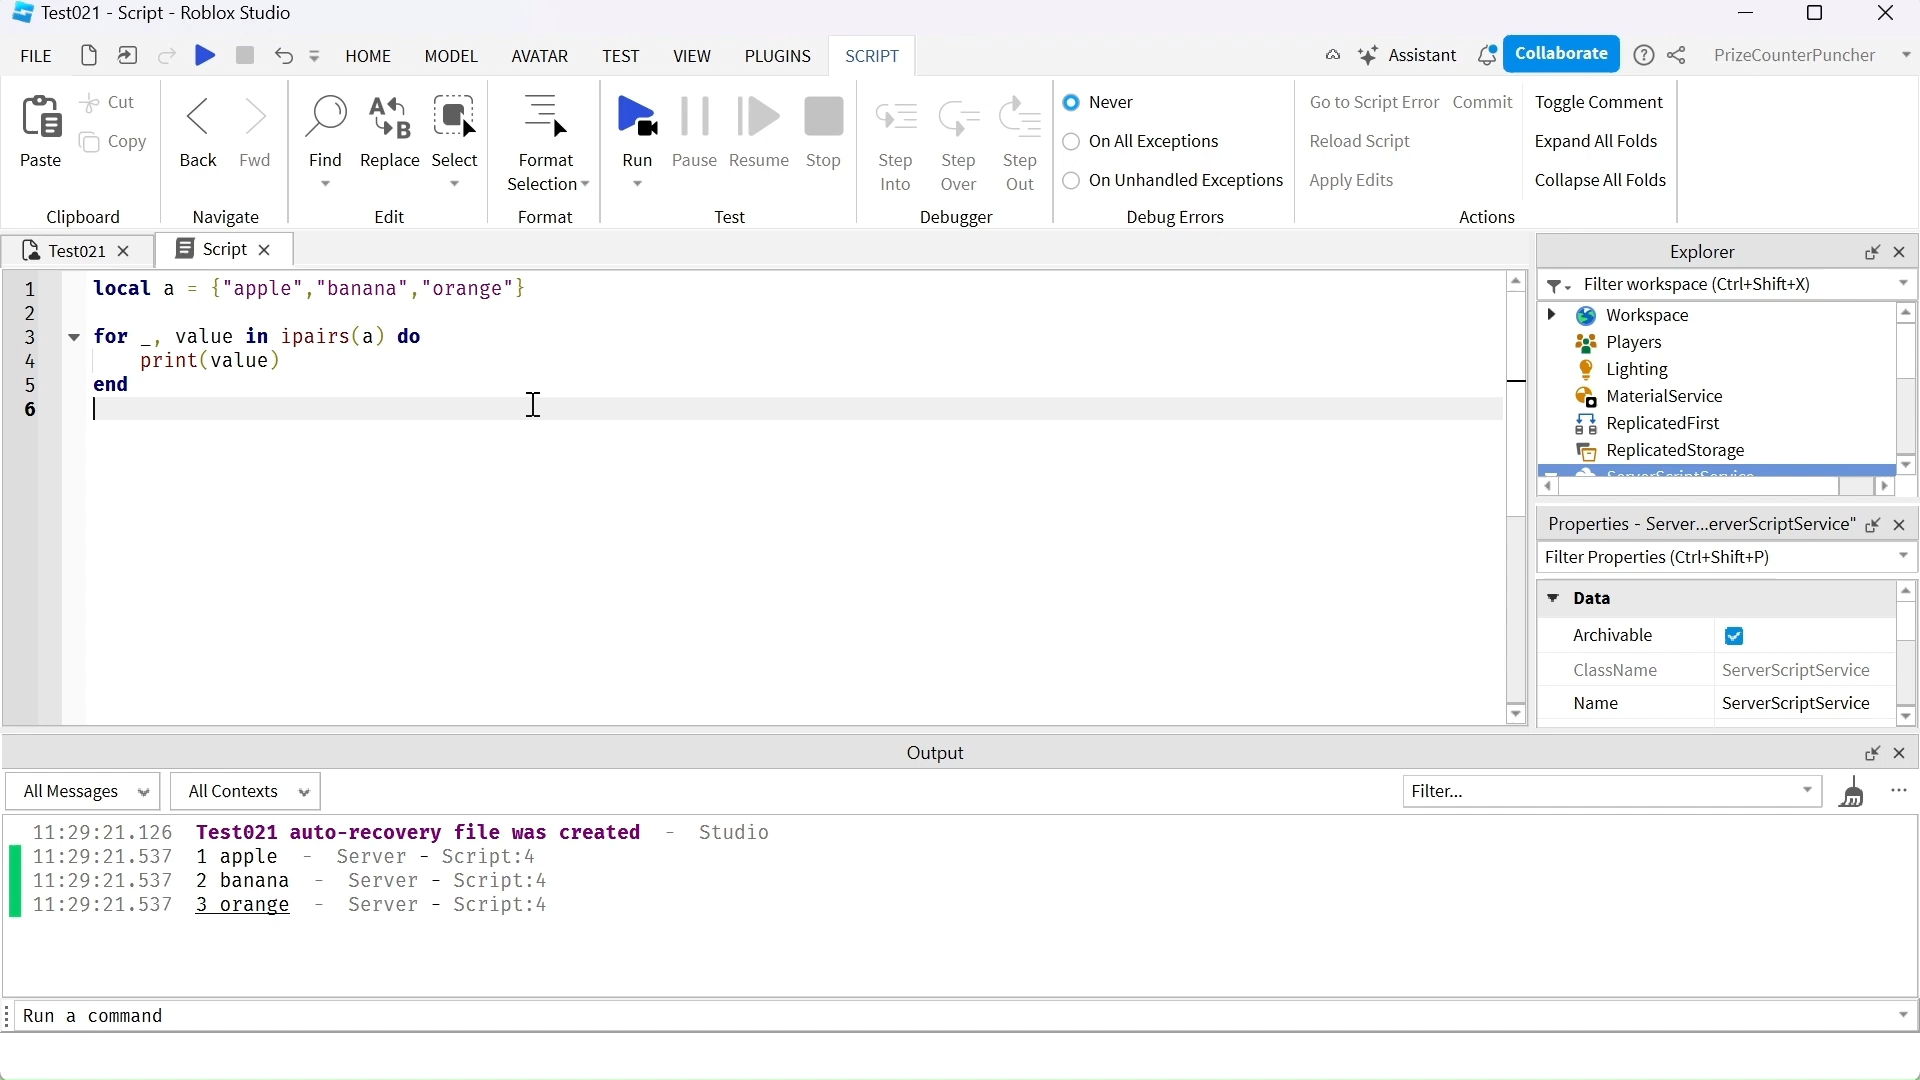 Test021 - Script - Roblox Studio
FILE HOME MODEL AVATAR TEST VIEW PLUGINS SCRIPT Assistant Collaborate PrizeCounterPuncher
Paste
Cut
Copy
Clipboard
Back Fwd
Navigate
Find Replace Select
Edit
Format
Selection
Format
Run Pause Resume Stop
Test
Step Into
Step Over
Step Out
Debugger
Never
On All Exceptions
On Unhandled Exceptions
Debug Errors
Go to Script Error Commit Toggle Comment
Reload Script Expand All Folds
Apply Edits Collapse All Folds
Actions
Test021 Script
1 local a = {"apple","banana","orange"}
2
3 for _, value in ipairs(a) do
4 print(value)
5 end
6
Explorer
Filter workspace (Ctrl+Shift+X)
Workspace
Players
Lighting
MaterialService
ReplicatedFirst
ReplicatedStorage
ServerScriptService
Properties - Server...erverScriptService"
Filter Properties (Ctrl+Shift+P)
Data
Archivable
ClassName ServerScriptService
Name ServerScriptService
Output
All Messages All Contexts Filter...
11:29:21.126 Test021 auto-recovery file was created - Studio
11:29:21.537 1 apple - Server - Script:4
11:29:21.537 2 banana - Server - Script:4
11:29:21.537 3 orange - Server - Script:4
Run a command